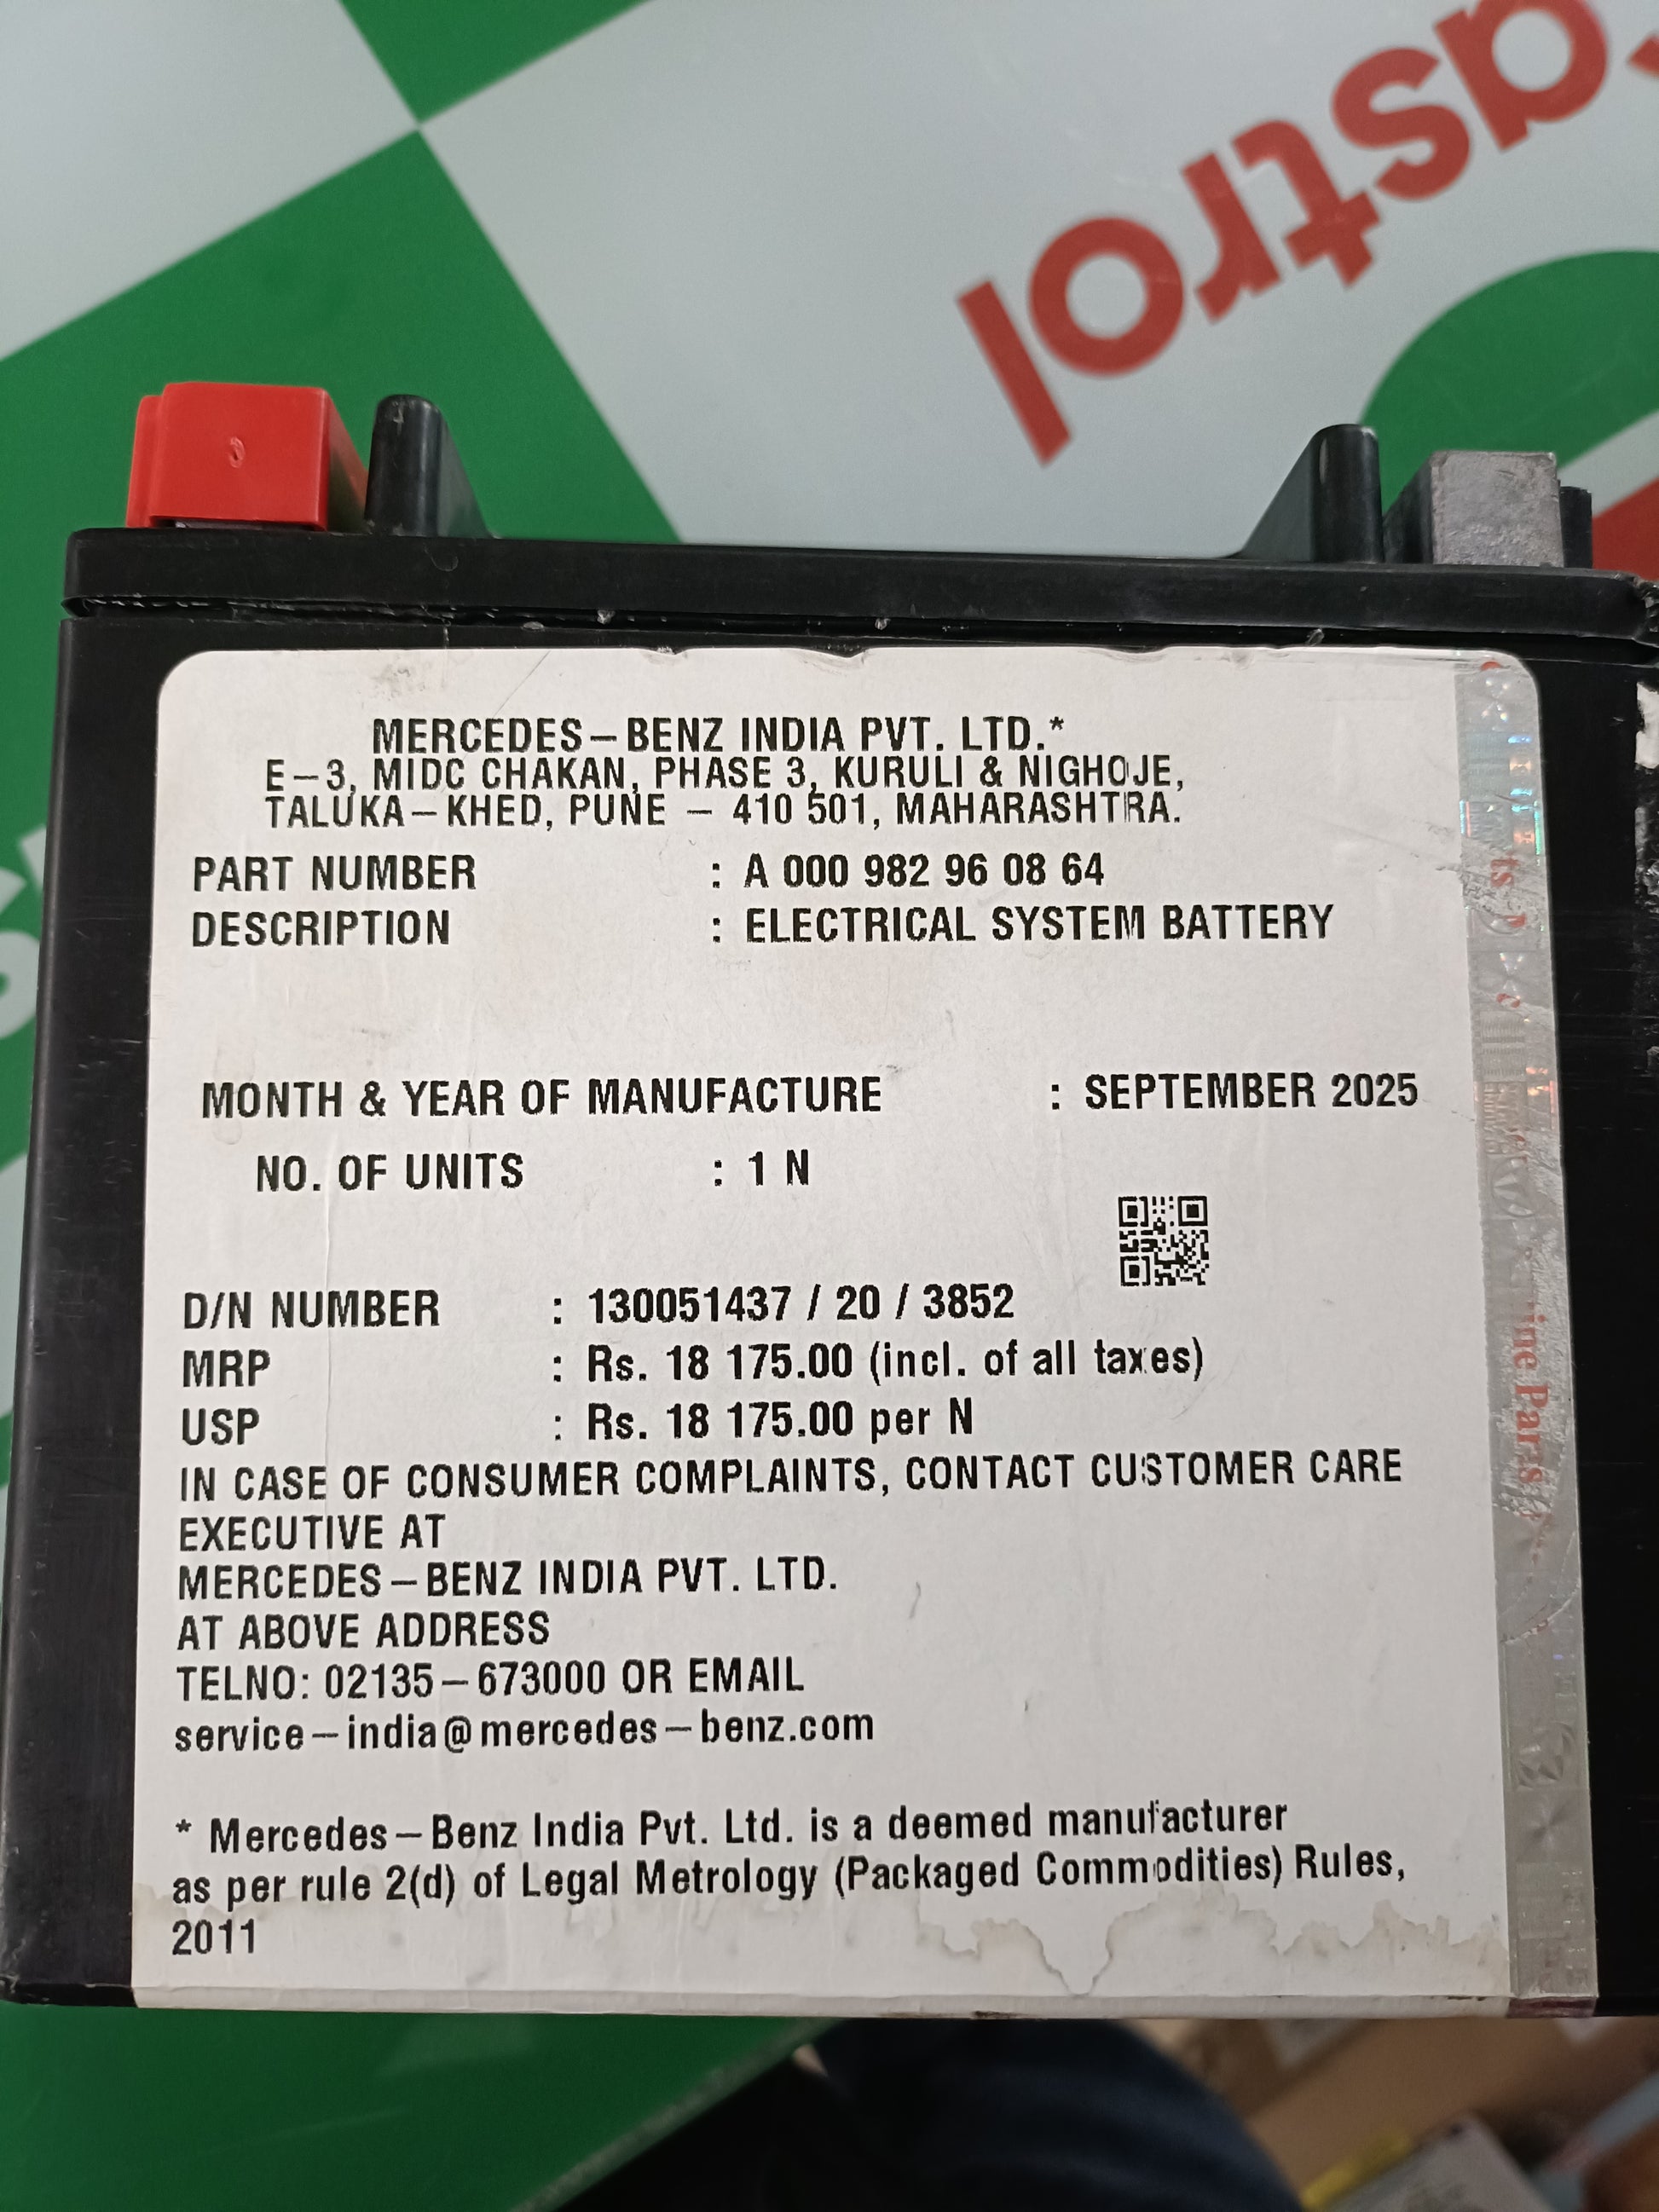 astrol
MERCEDES–BENZ INDIA PVT. LTD.*
E–3, MIDC CHAKAN, PHASE 3, KURULI & NIGHOJE,
TALUKA–KHED, PUNE – 410 501, MAHARASHTRA.
PART NUMBER : A 000 982 96 08 64
DESCRIPTION : ELECTRICAL SYSTEM BATTERY
MONTH & YEAR OF MANUFACTURE : SEPTEMBER 2025
NO. OF UNITS : 1 N
D/N NUMBER : 130051437 / 20 / 3852
MRP : Rs. 18 175.00 (incl. of all taxes)
USP : Rs. 18 175.00 per N
IN CASE OF CONSUMER COMPLAINTS, CONTACT CUSTOMER CARE
EXECUTIVE AT
MERCEDES–BENZ INDIA PVT. LTD.
AT ABOVE ADDRESS
TELNO: 02135–673000 OR EMAIL
service–india@mercedes–benz.com
* Mercedes–Benz India Pvt. Ltd. is a deemed manufacturer
as per rule 2(d) of Legal Metrology (Packaged Commodities) Rules,
2011
ine Parts